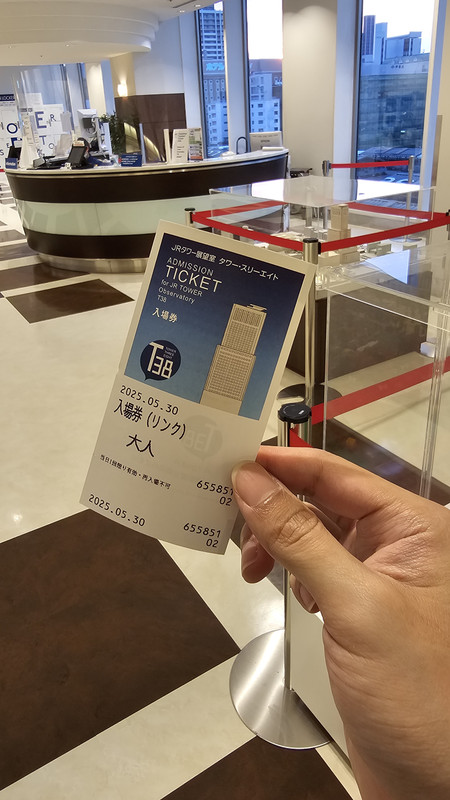 JRタワー展望室 タワー・スリーエイト
ADMISSION
TICKET
for JR TOWER
Observatory
T38
入場券
T38
2025.05.30
入場券 (リンク)
大人
当日1回限り有効・再入場不可
655851
02
2025.05.30
655851
02